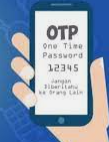 OTP
One Time
Password
12345
Jangan
Diberitahu
ke Orang Lain